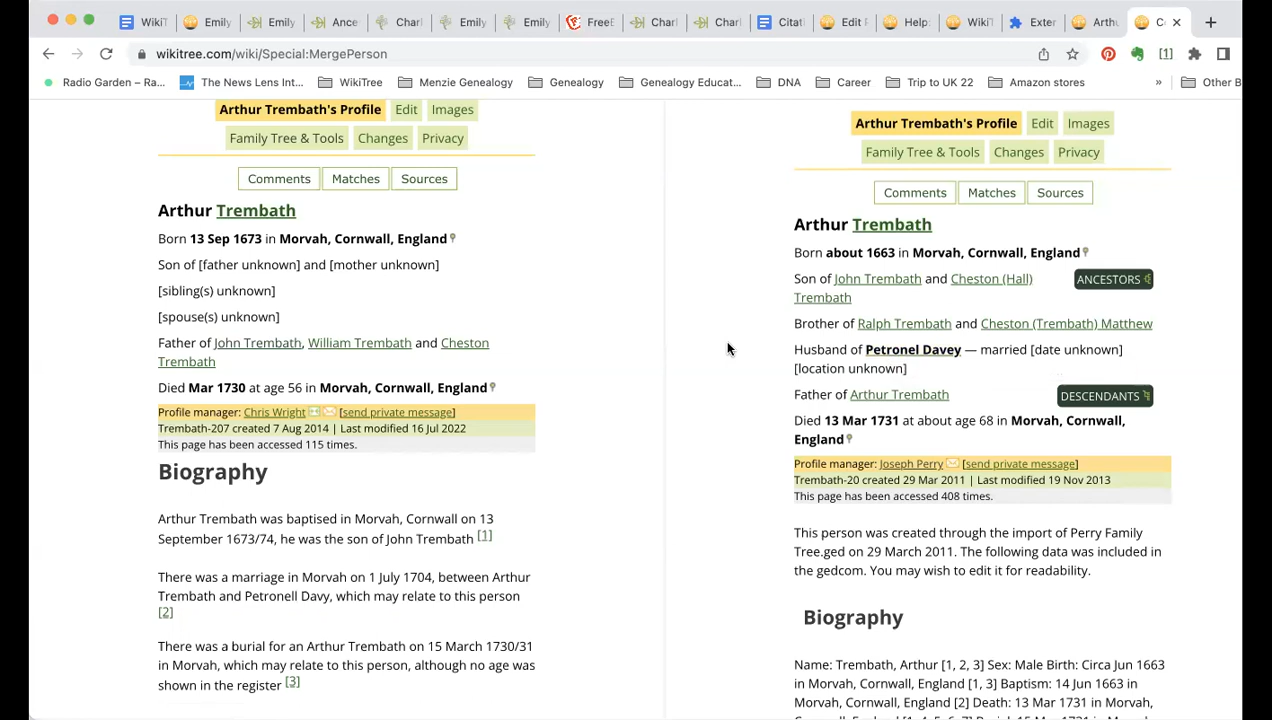 WikiT Emily Emily Ance Charl Emily Emily FreeB Charl Charl Citati Edit P Help: WikiT Exter Arthu C
wikitree.com/wiki/Special:MergePerson
Radio Garden – Ra... The News Lens Int... WikiTree Menzie Genealogy Genealogy Genealogy Educat... DNA Career Trip to UK 22 Amazon stores » Other B
Arthur Trembath's Profile Edit Images
Family Tree & Tools Changes Privacy
Comments Matches Sources
Arthur Trembath
Born 13 Sep 1673 in Morvah, Cornwall, England
Son of [father unknown] and [mother unknown]
[sibling(s) unknown]
[spouse(s) unknown]
Father of John Trembath, William Trembath and Cheston
Trembath
Died Mar 1730 at age 56 in Morvah, Cornwall, England
Profile manager: Chris Wright [send private message]
Trembath-207 created 7 Aug 2014 | Last modified 16 Jul 2022
This page has been accessed 115 times.
Biography
Arthur Trembath was baptised in Morvah, Cornwall on 13
September 1673/74, he was the son of John Trembath [1]
There was a marriage in Morvah on 1 July 1704, between Arthur
Trembath and Petronell Davy, which may relate to this person
[2]
There was a burial for an Arthur Trembath on 15 March 1730/31
in Morvah, which may relate to this person, although no age was
shown in the register [3]
Arthur Trembath's Profile Edit Images
Family Tree & Tools Changes Privacy
Comments Matches Sources
Arthur Trembath
Born about 1663 in Morvah, Cornwall, England
Son of John Trembath and Cheston (Hall) ANCESTORS
Trembath
Brother of Ralph Trembath and Cheston (Trembath) Matthew
Husband of Petronel Davey — married [date unknown]
[location unknown]
Father of Arthur Trembath DESCENDANTS
Died 13 Mar 1731 at about age 68 in Morvah, Cornwall,
England
Profile manager: Joseph Perry [send private message]
Trembath-20 created 29 Mar 2011 | Last modified 19 Nov 2013
This page has been accessed 408 times.
This person was created through the import of Perry Family
Tree.ged on 29 March 2011. The following data was included in
the gedcom. You may wish to edit it for readability.
Biography
Name: Trembath, Arthur [1, 2, 3] Sex: Male Birth: Circa Jun 1663
in Morvah, Cornwall, England [1, 3] Baptism: 14 Jun 1663 in
Morvah, Cornwall, England [2] Death: 13 Mar 1731 in Morvah,